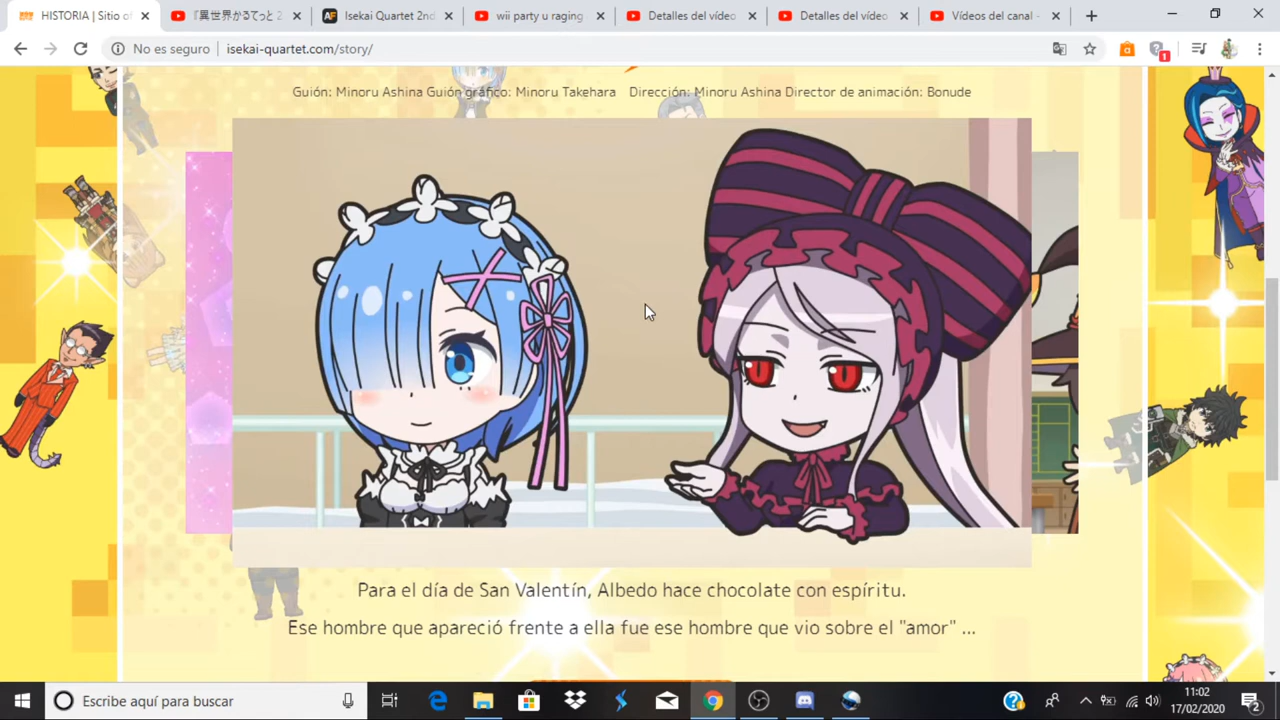 HISTORIA | Sitio of
『異世界かるてっと 2
Isekai Quartet 2nd
wii party u raging
Detalles del vídeo
Detalles del vídeo
Vídeos del canal -
No es seguro
isekai-quartet.com/story/
1
Guión: Minoru Ashina Guión gráfico: Minoru Takehara Dirección: Minoru Ashina Director de animación: Bonude
Para el día de San Valentín, Albedo hace chocolate con espíritu.
Ese hombre que apareció frente a ella fue ese hombre que vio sobre el "amor" ...
Escribe aquí para buscar
11:02
17/02/2020
2